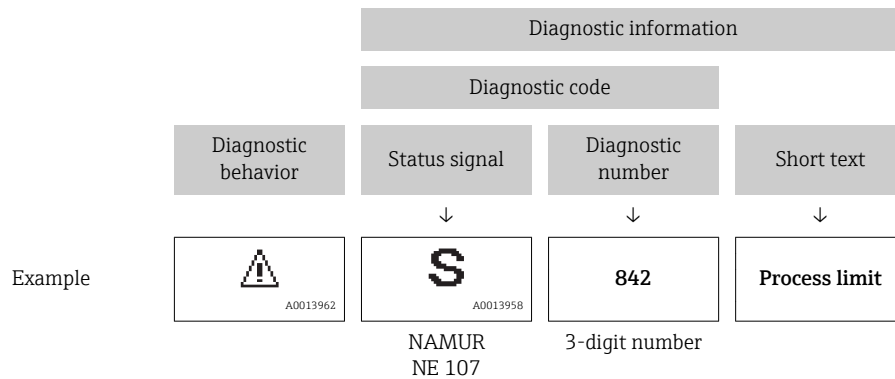 Diagnostic information
Diagnostic code
Diagnostic
behavior
Status signal
Diagnostic
number
Short text
↓
↓
↓
Example
A0013962
S
A0013958
842
Process limit
NAMUR
NE 107
3-digit number